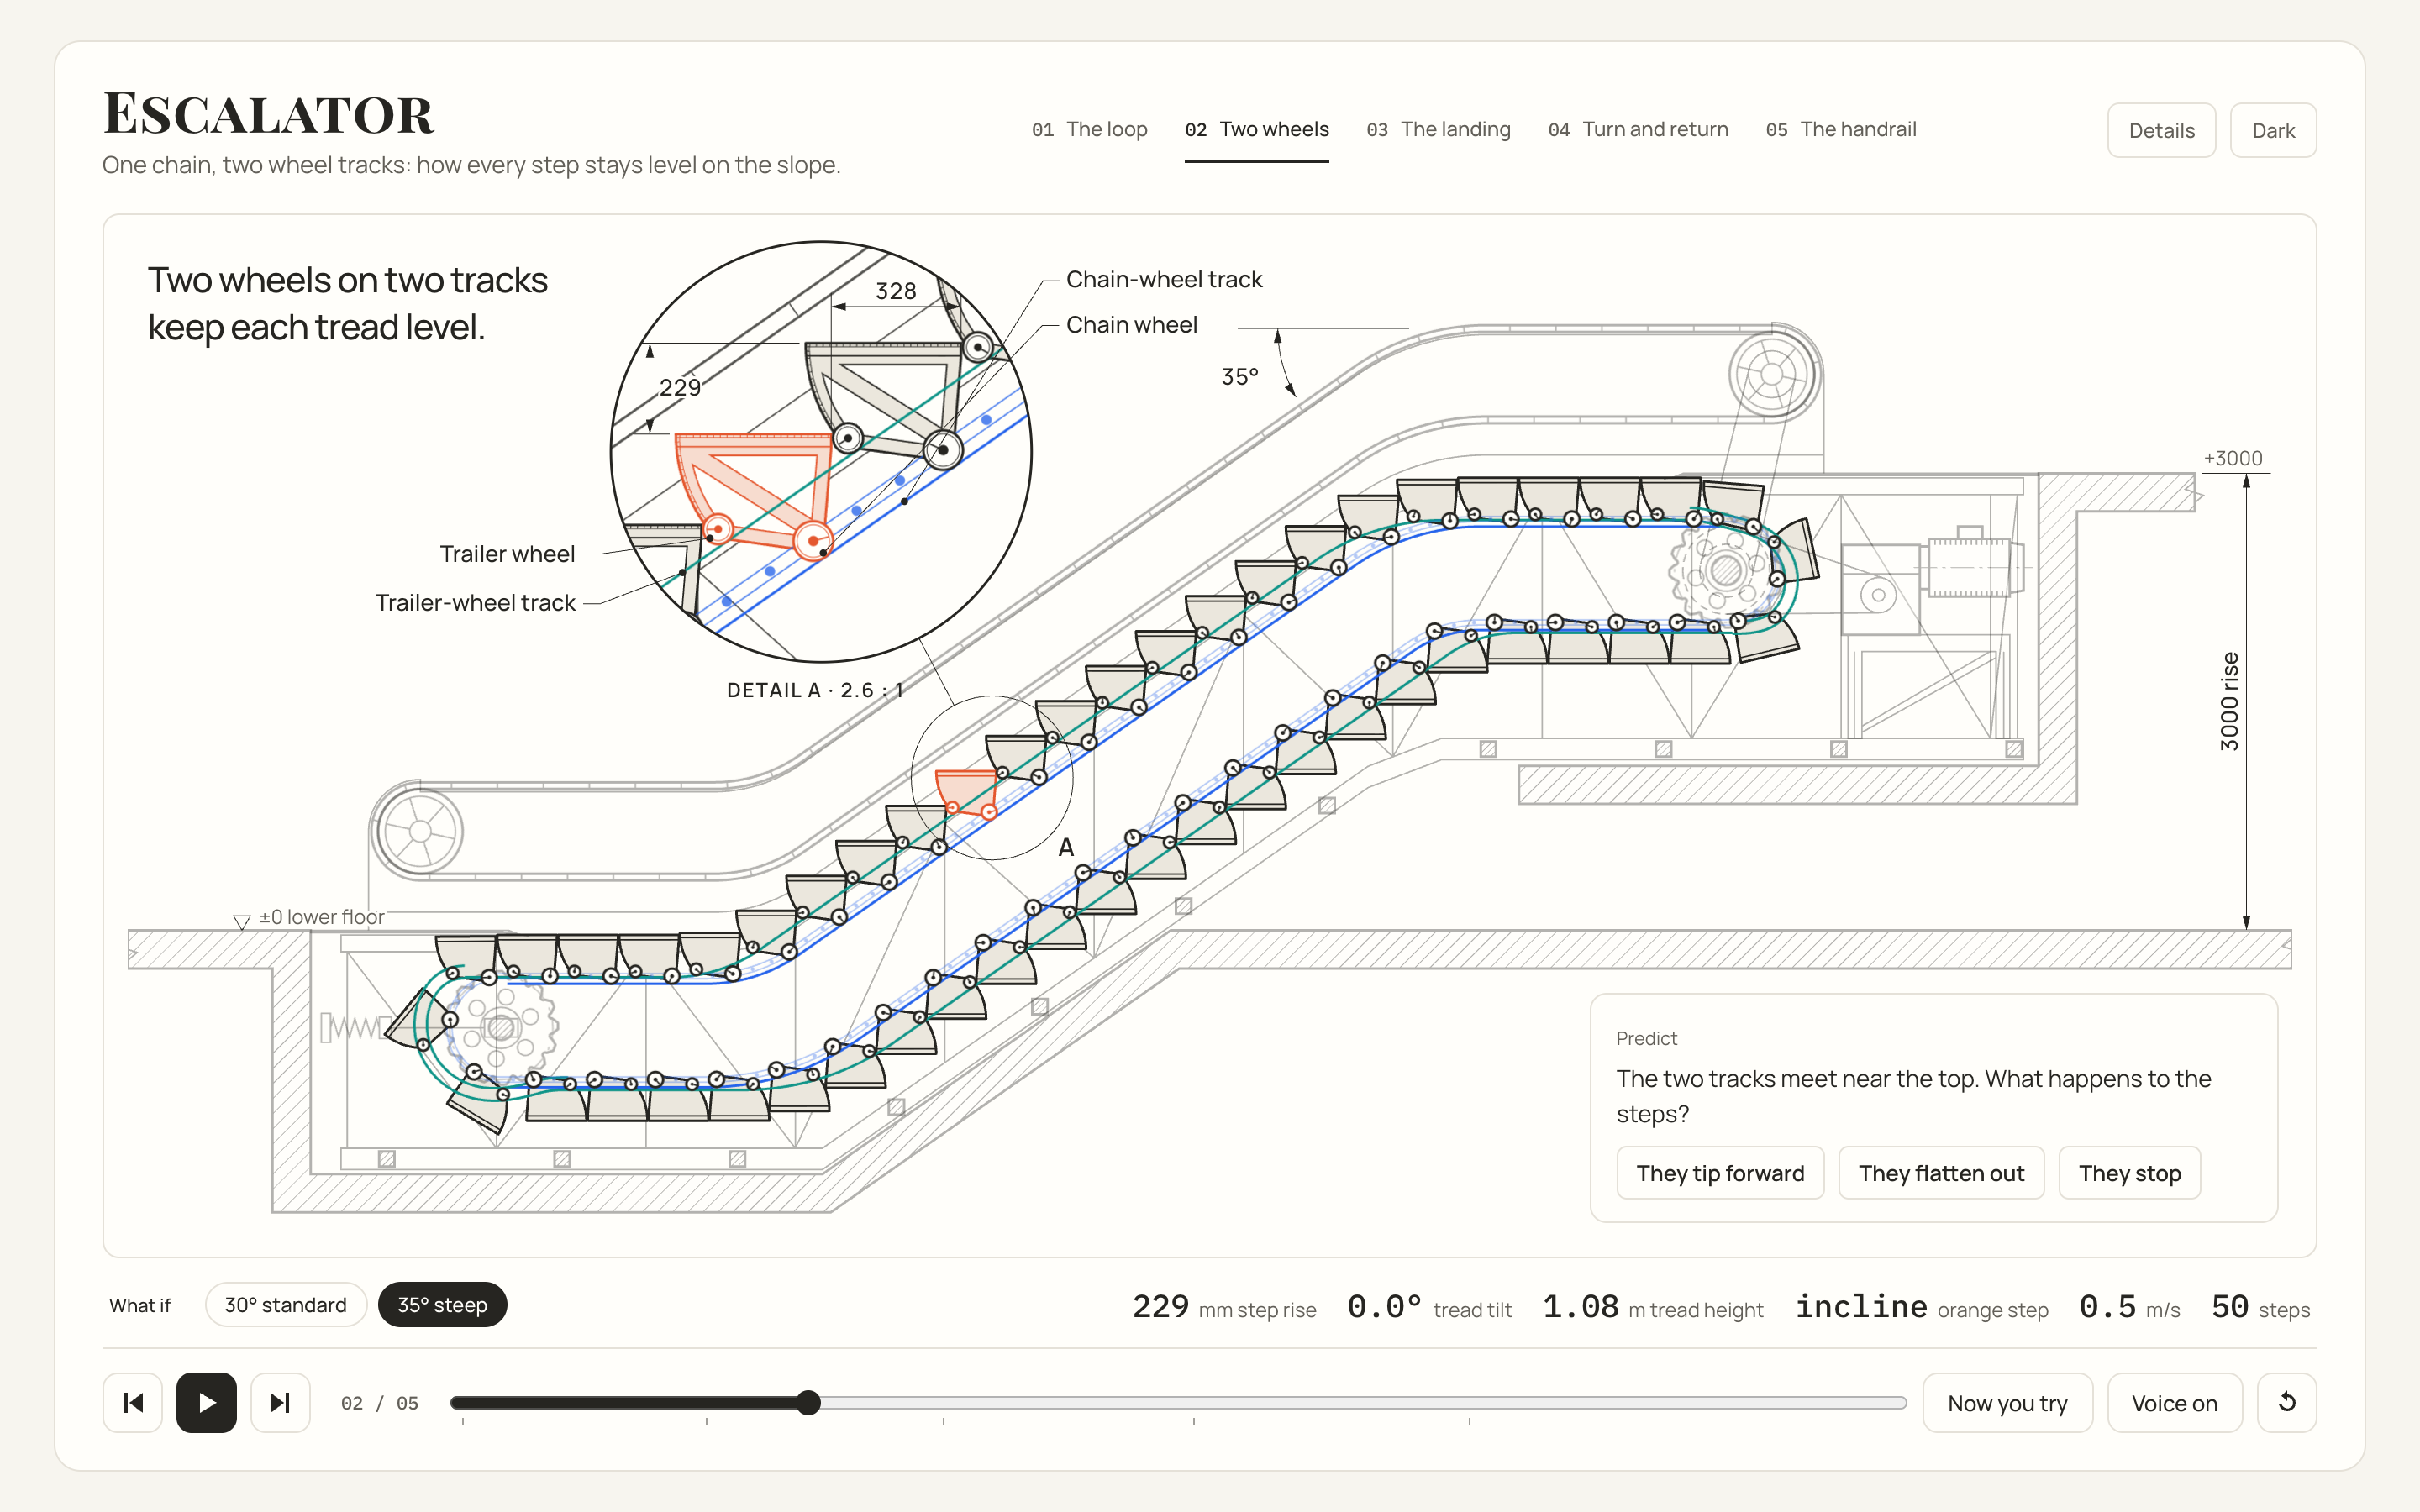 ESCALATOR
One chain, two wheel tracks: how every step stays level on the slope.
01 The loop
02 Two wheels
03 The landing
04 Turn and return
05 The handrail
Details
Dark
Two wheels on two tracks
keep each tread level.
328
229
Chain-wheel track
Chain wheel
35°
Trailer wheel
Trailer-wheel track
DETAIL A · 2.6 : 1
A
+3000
3000 rise
±0 lower floor
Predict
The two tracks meet near the top. What happens to the
steps?
They tip forward
They flatten out
They stop
What if
30° standard
35° steep
229 mm step rise
0.0° tread tilt
1.08 m tread height
incline orange step
0.5 m/s
50 steps
02 / 05
Now you try
Voice on